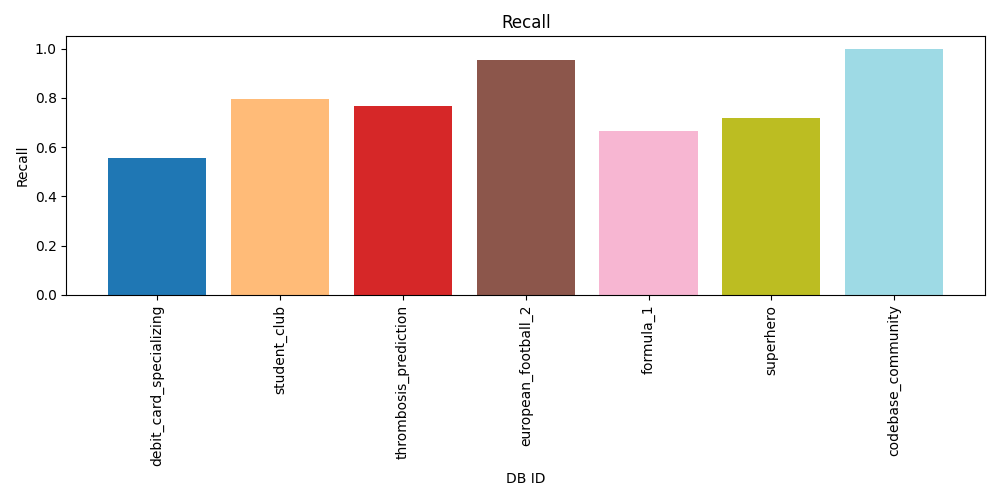 Recall
Recall
1.0
0.8
0.6
0.4
0.2
0.0
debit_card_specializing
student_club
thrombosis_prediction
european_football_2
formula_1
superhero
codebase_community
DB ID